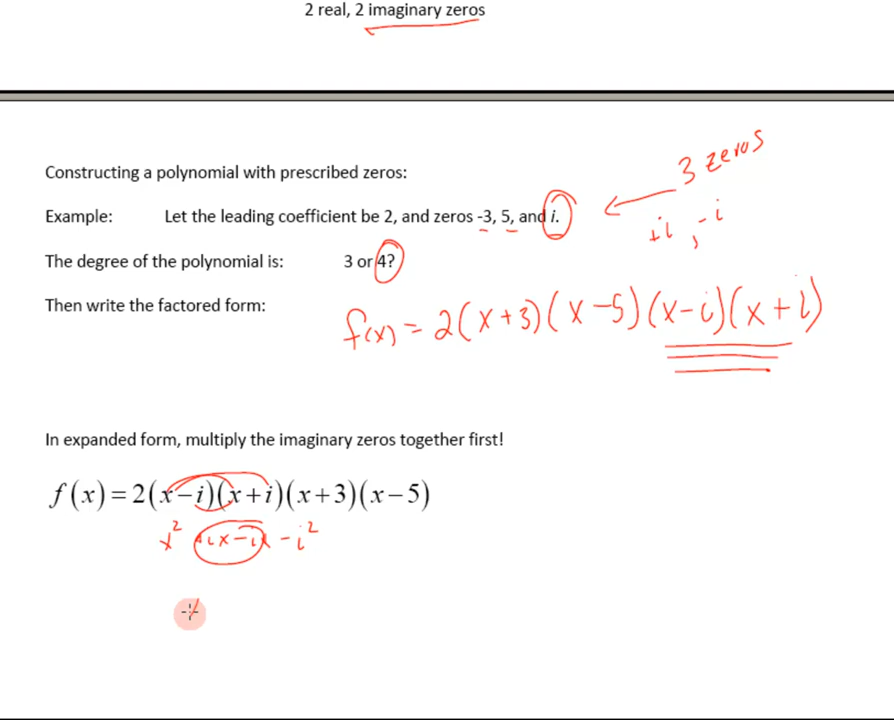 2 real, 2 imaginary zeros
3 zeros
Constructing a polynomial with prescribed zeros:
Example: Let the leading coefficient be 2, and zeros -3, 5, and i.
+i, -i
The degree of the polynomial is: 3 or 4?
Then write the factored form: f(x) = 2(x+3)(x-5)(x-i)(x+i)
In expanded form, multiply the imaginary zeros together first!
f(x) = 2(x-i)(x+i)(x+3)(x-5)
x² +ix-ix -i²